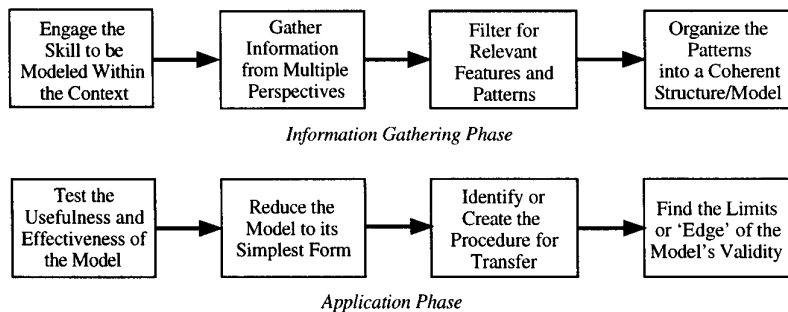 Engage the
Skill to be
Modeled Within
the Context
Gather
Information
from Multiple
Perspectives
Filter for
Relevant
Features and
Patterns
Organize the
Patterns
into a Coherent
Structure/Model
Information Gathering Phase
Test the
Usefulness and
Effectiveness of
the Model
Reduce the
Model to its
Simplest Form
Identify or
Create the
Procedure for
Transfer
Find the Limits
or ‘Edge’ of the
Model's Validity
Application Phase